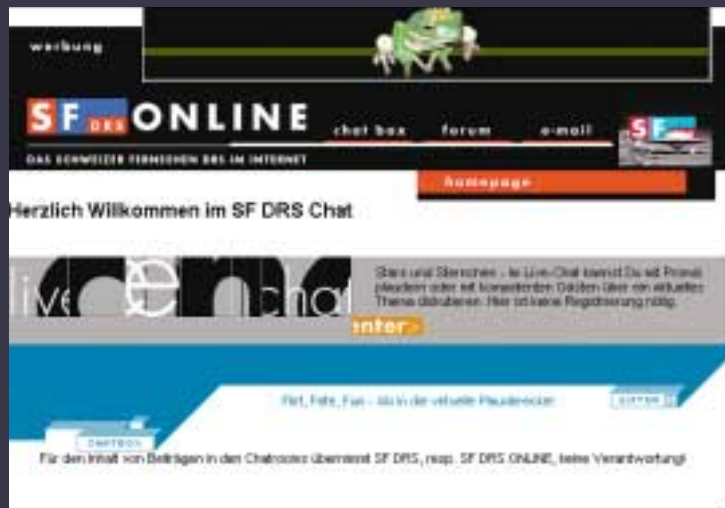 werbung
SF DRS ONLINE
chat box forum e-mail
SF
DAS SCHWEIZER FERNSEHEN DRS IM INTERNET
homepage
Herzlich Willkommen im SF DRS Chat
live chat
Stars und Sternchen - im Live-Chat kannst Du mit Promis
plaudern oder mit kompetenten Gästen über ein aktuelles
Thema diskutieren. Hier ist keine Registrierung nötig.
enter
Flirt, Fete, Fun - ab in die virtuelle Plauderecke!
ENTER
CHATBOX
Für den Inhalt von Beiträgen in den Chatrooms übernimmt SF DRS, resp. SF DRS ONLINE, keine Verantwortung!